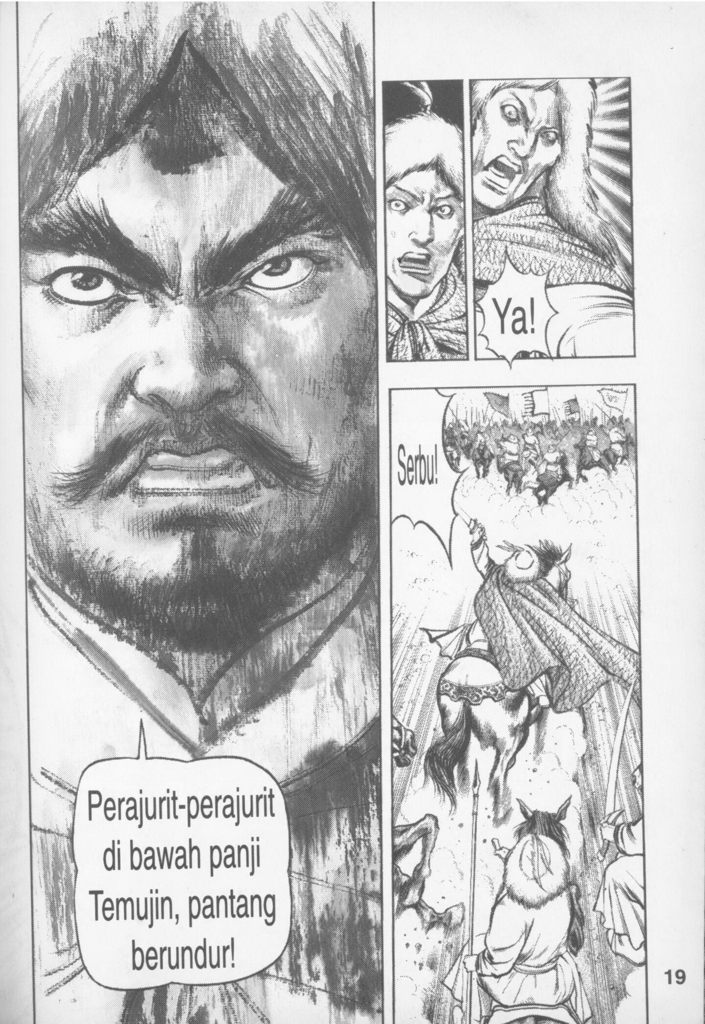 Ya!
Serbu!
Perajurit-perajurit
di bawah panji
Temujin, pantang
berundur!
19